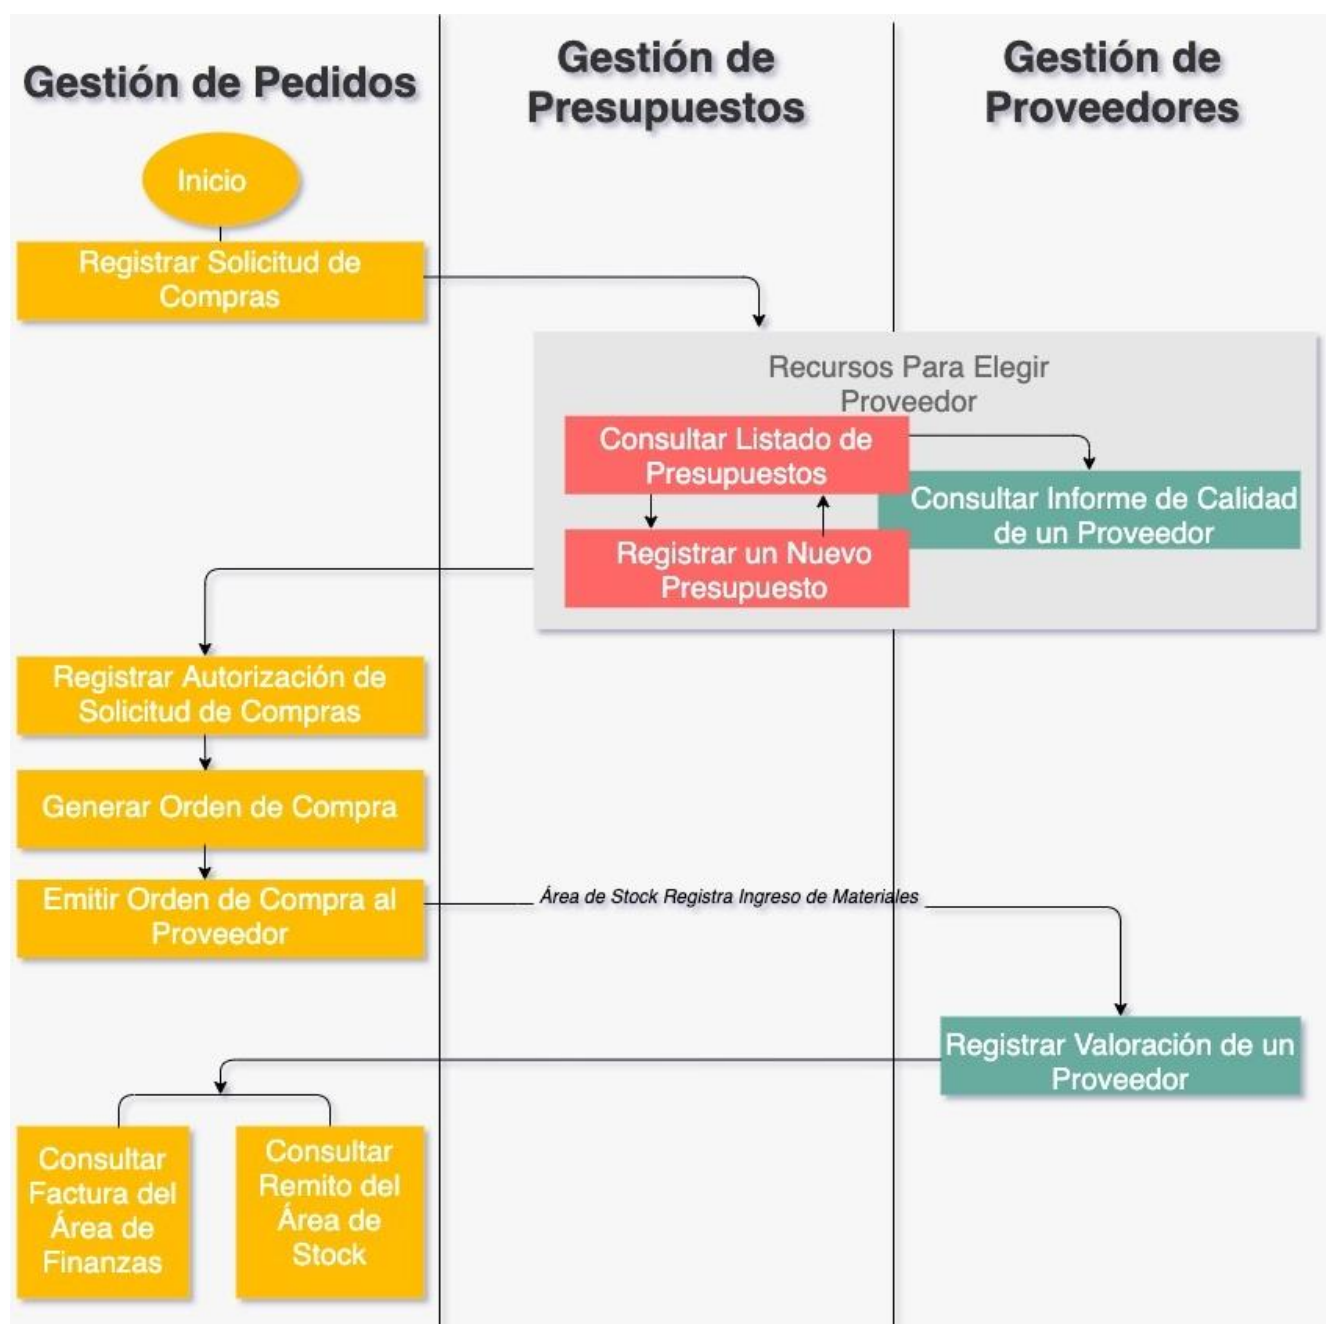 Gestión de Pedidos
Gestión de
Presupuestos
Gestión de
Proveedores
Inicio
Registrar Solicitud de
Compras
Recursos Para Elegir
Proveedor
Consultar Listado de
Presupuestos
Consultar Informe de Calidad
de un Proveedor
Registrar un Nuevo
Presupuesto
Registrar Autorización de
Solicitud de Compras
Generar Orden de Compra
Emitir Orden de Compra al
Proveedor
Área de Stock Registra Ingreso de Materiales
Registrar Valoración de un
Proveedor
Consultar
Factura del
Área de
Finanzas
Consultar
Remito del
Área de
Stock